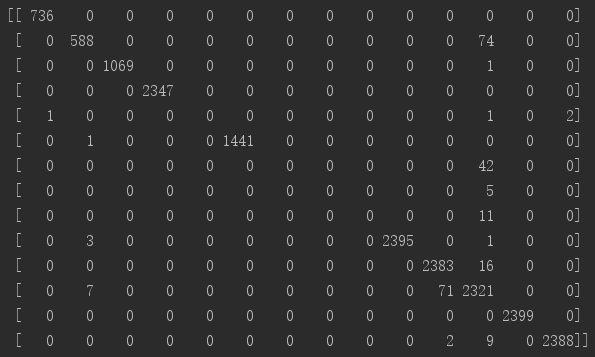 [[ 736 0 0 0 0 0 0 0 0 0 0 0 0 0]
[ 0 588 0 0 0 0 0 0 0 0 0 74 0 0]
[ 0 0 1069 0 0 0 0 0 0 0 0 1 0 0]
[ 0 0 0 2347 0 0 0 0 0 0 0 0 0 0]
[ 1 0 0 0 0 0 0 0 0 0 0 1 0 2]
[ 0 1 0 0 0 1441 0 0 0 0 0 0 0 0]
[ 0 0 0 0 0 0 0 0 0 0 0 42 0 0]
[ 0 0 0 0 0 0 0 0 0 0 0 5 0 0]
[ 0 0 0 0 0 0 0 0 0 0 0 11 0 0]
[ 0 3 0 0 0 0 0 0 0 2395 0 1 0 0]
[ 0 0 0 0 0 0 0 0 0 0 2383 16 0 0]
[ 0 7 0 0 0 0 0 0 0 0 71 2321 0 0]
[ 0 0 0 0 0 0 0 0 0 0 0 0 2399 0]
[ 0 0 0 0 0 0 0 0 0 0 2 9 0 2388]]